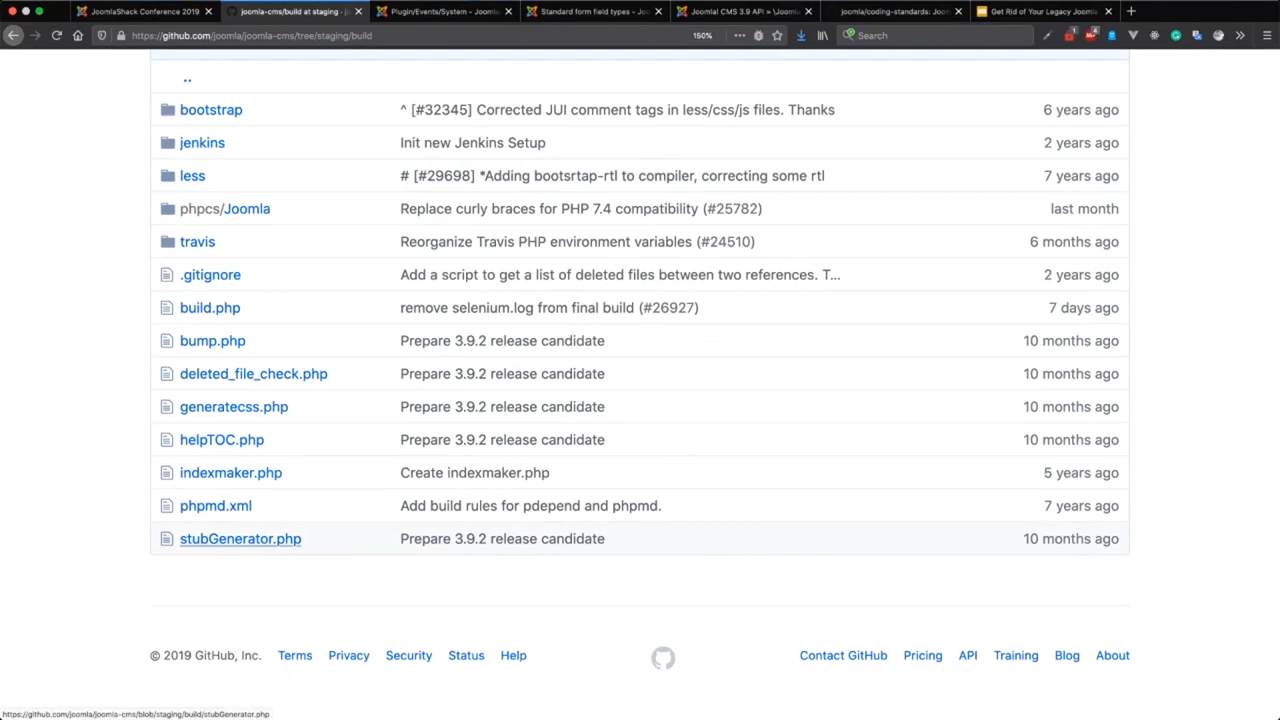 JoomlaShack Conference 2019
joomla-cms/build at staging · jo
Plugin/Events/System - Joomla
Standard form field types - Joo
Joomla! CMS 3.9 API » \Joomla
joomla/coding-standards: Joom
Get Rid of Your Legacy Joomla
https://github.com/joomla/joomla-cms/tree/staging/build
150%
Search
..
bootstrap ^ [#32345] Corrected JUI comment tags in less/css/js files. Thanks 6 years ago
jenkins Init new Jenkins Setup 2 years ago
less # [#29698] *Adding bootsrtap-rtl to compiler, correcting some rtl 7 years ago
phpcs/Joomla Replace curly braces for PHP 7.4 compatibility (#25782) last month
travis Reorganize Travis PHP environment variables (#24510) 6 months ago
.gitignore Add a script to get a list of deleted files between two references. T... 2 years ago
build.php remove selenium.log from final build (#26927) 7 days ago
bump.php Prepare 3.9.2 release candidate 10 months ago
deleted_file_check.php Prepare 3.9.2 release candidate 10 months ago
generatecss.php Prepare 3.9.2 release candidate 10 months ago
helpTOC.php Prepare 3.9.2 release candidate 10 months ago
indexmaker.php Create indexmaker.php 5 years ago
phpmd.xml Add build rules for pdepend and phpmd. 7 years ago
stubGenerator.php Prepare 3.9.2 release candidate 10 months ago
© 2019 GitHub, Inc. Terms Privacy Security Status Help Contact GitHub Pricing API Training Blog About
https://github.com/joomla/joomla-cms/blob/staging/build/stubGenerator.php